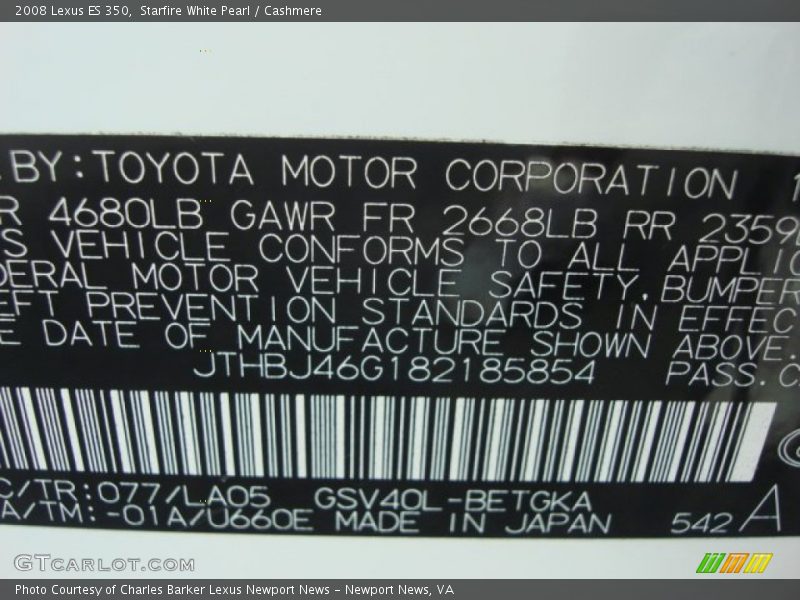 2008 Lexus ES 350, Starfire White Pearl / Cashmere
BY: TOYOTA MOTOR CORPORATION
4680LB GAWR FR 2668LB RR 2359
VEHICLE CONFORMS TO ALL APPLIC
DERAL MOTOR VEHICLE SAFETY, BUMPER
EFT PREVENTION STANDARDS IN EFFEC
E DATE OF MANUFACTURE SHOWN ABOVE.
JTHBJ46G182185854 PASS.C
C/TR: 077/LA05 GSV40L-BETGKA
A/TM: -01A/U660E MADE IN JAPAN 542 A
GTCARLOT.COM
Photo Courtesy of Charles Barker Lexus Newport News - Newport News, VA